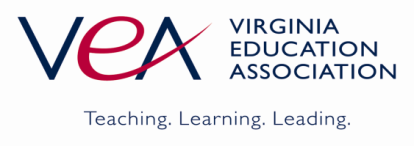 VEA VIRGINIA
EDUCATION
ASSOCIATION
Teaching. Learning. Leading.